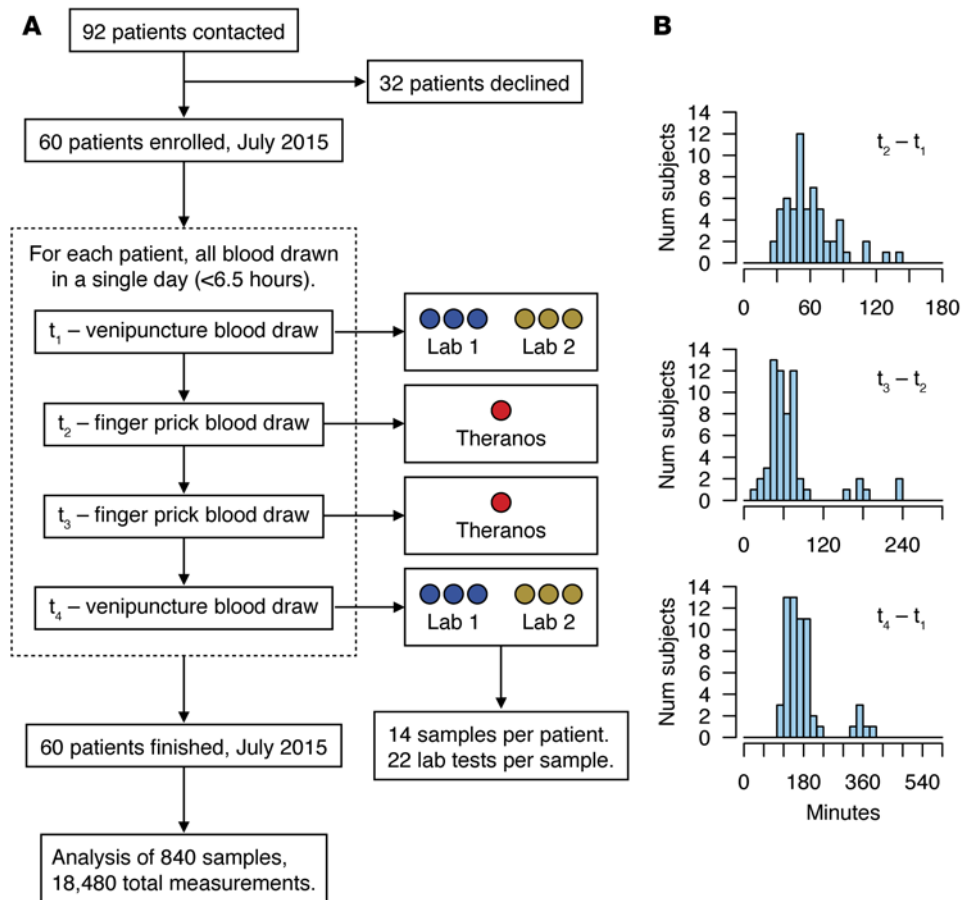 A
92 patients contacted
32 patients declined
60 patients enrolled, July 2015
For each patient, all blood drawn
in a single day (<6.5 hours).
t₁ – venipuncture blood draw
Lab 1 Lab 2
t₂ – finger prick blood draw
Theranos
t₃ – finger prick blood draw
Theranos
t₄ – venipuncture blood draw
Lab 1 Lab 2
60 patients finished, July 2015
14 samples per patient.
22 lab tests per sample.
Analysis of 840 samples,
18,480 total measurements.
B
t₂ – t₁
Num subjects
14
12
10
8
6
4
2
0
0 60 120 180
t₃ – t₂
Num subjects
14
12
10
8
6
4
2
0
0 120 240
t₄ – t₁
Num subjects
14
12
10
8
6
4
2
0
0 180 360 540
Minutes